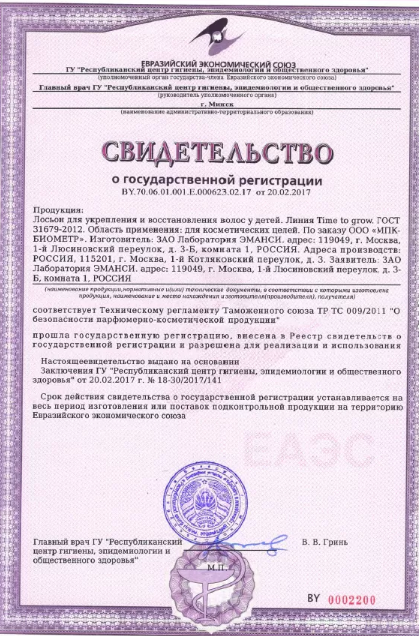 ЕВРАЗИЙСКИЙ ЭКОНОМИЧЕСКИЙ СОЮЗ
ГУ "Республиканский центр гигиены, эпидемиологии и общественного здоровья"
(уполномоченный орган государства-члена Евразийского экономического союза)
Главный врач ГУ "Республиканский центр гигиены, эпидемиологии и общественного здоровья"
(руководитель уполномоченного органа)
г. Минск
(наименование административно-территориального образования)
СВИДЕТЕЛЬСТВО
о государственной регистрации
BY.70.06.01.001.E.000623.02.17 от 20.02.2017
Продукция:
Лосьон для укрепления и восстановления волос у детей. Линия Time to grow. ГОСТ
31679-2012. Область применения: для косметических целей. По заказу ООО «МПК-
БИОМЕТР». Изготовитель: ЗАО Лаборатория ЭМАНСИ. адрес: 119049, г. Москва,
1-й Люсиновский переулок, д. 3-Б, комната 1, РОССИЯ. Адреса производств:
РОССИЯ, 115201, г. Москва, 1-й Котляковский переулок, д. 3. Заявитель: ЗАО
Лаборатория ЭМАНСИ. адрес: 119049, г. Москва, 1-й Люсиновский переулок, д. 3-
Б, комната 1, РОССИЯ
(наименование продукции, нормативные и(или) технические документы, в соответствии с которыми изготовлена
продукция, наименование и место нахождения изготовителя(производителя), получателя)
соответствует Техническому регламенту Таможенного союза ТР ТС 009/2011 "О
безопасности парфюмерно-косметической продукции"
прошла государственную регистрацию, внесена в Реестр свидетельств о
государственной регистрации и разрешена для реализации и использования
Настоящеесвидетельство выдано на основании
Заключения ГУ "Республиканский центр гигиены, эпидемиологии и общественного
здоровья" от 20.02.2017 г. № 18-30/2017/141
Срок действия свидетельства о государственной регистрации устанавливается на
весь период изготовления или поставок подконтрольной продукции на территорию
Евразийского экономического союза
ЕАЭС
Главный врач ГУ "Республиканский
центр гигиены, эпидемиологии и
общественного здоровья"
В. В. Гринь
М.П.
BY 0002200